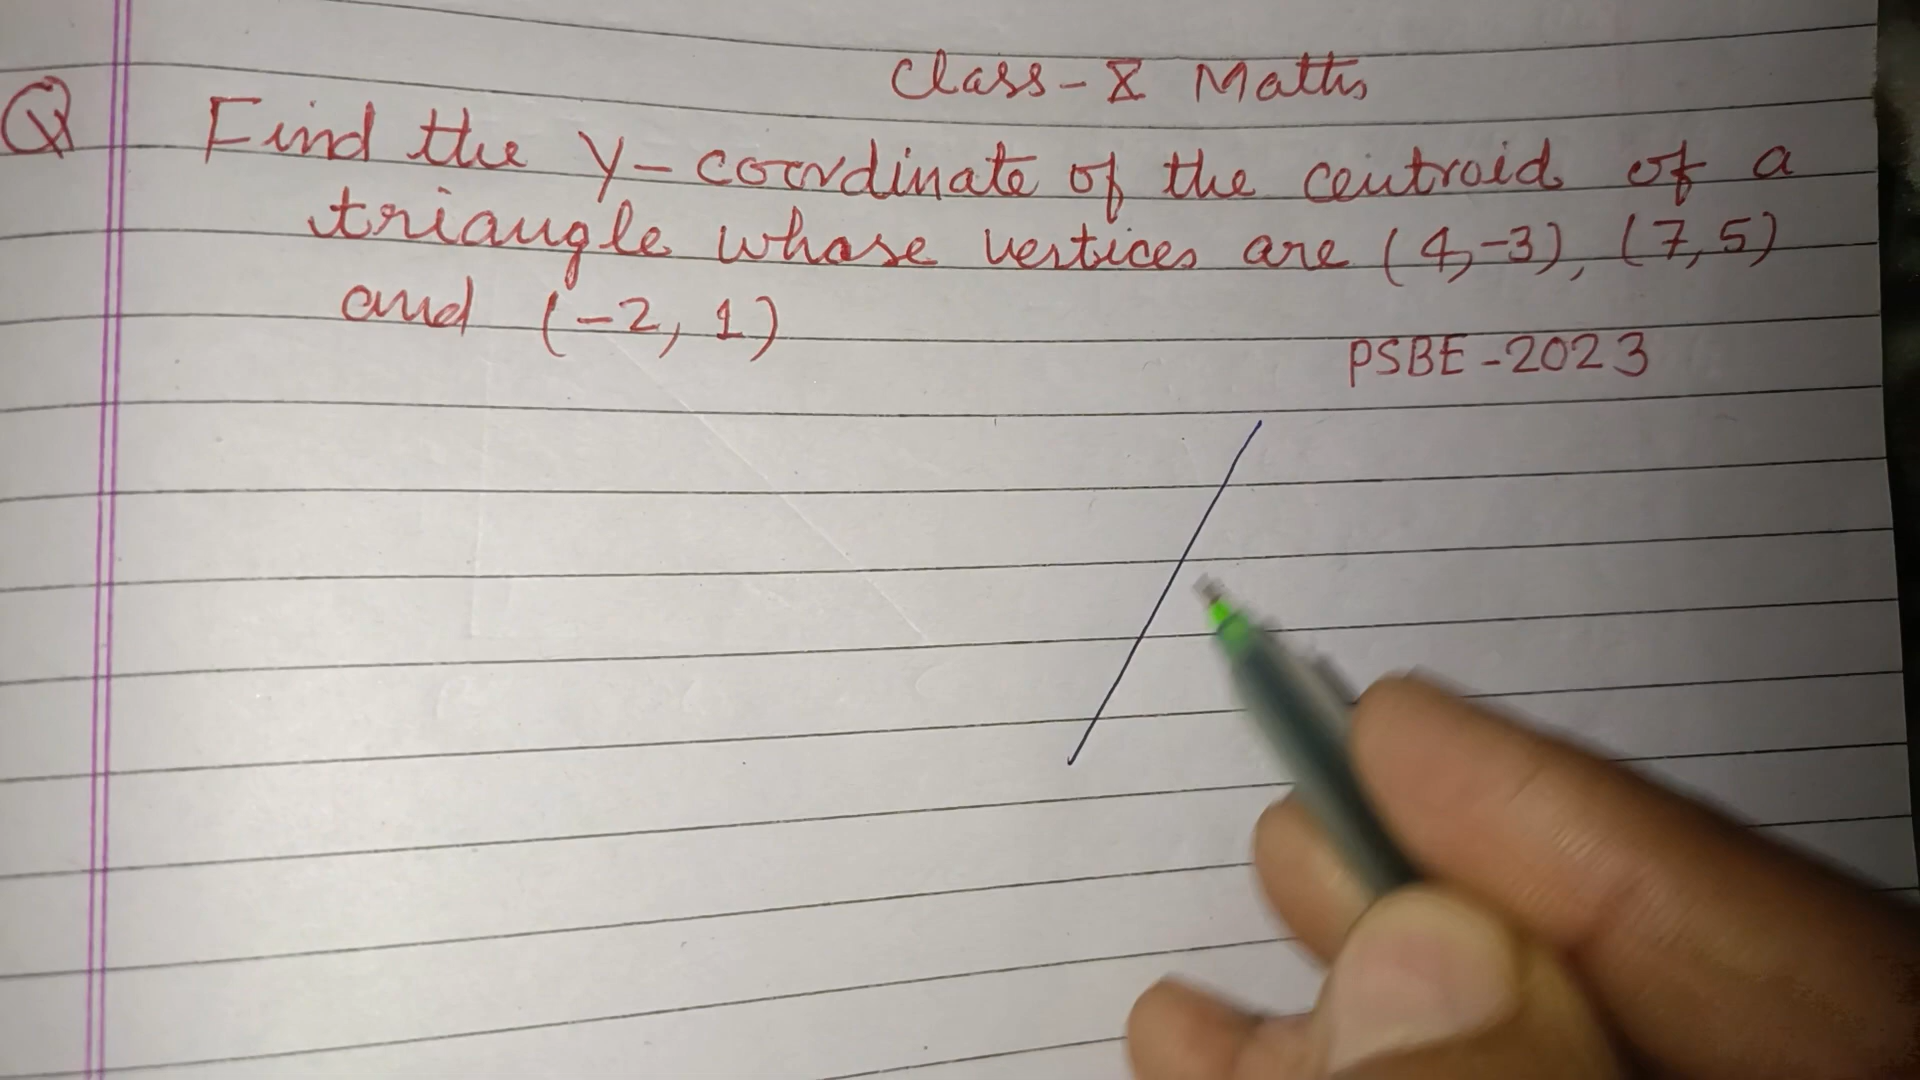 Class-X Maths
Q Find the Y-coordinate of the centroid of a
triangle whose vertices are (4,-3), (7,5)
and (-2, 1)
PSBE-2023